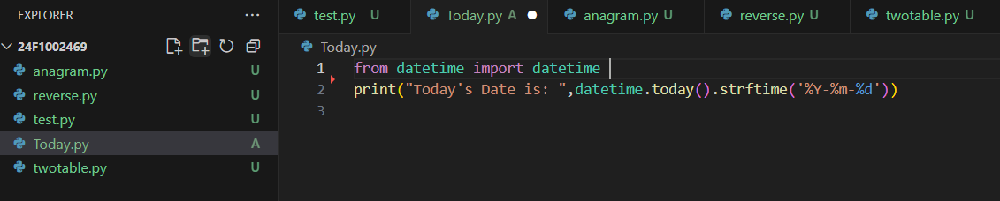 EXPLORER
24F1002469
anagram.py U
reverse.py U
test.py U
Today.py A
twotable.py U
test.py U Today.py A anagram.py U reverse.py U twotable.py U
Today.py
1 from datetime import datetime
2 print("Today's Date is: ",datetime.today().strftime('%Y-%m-%d'))
3